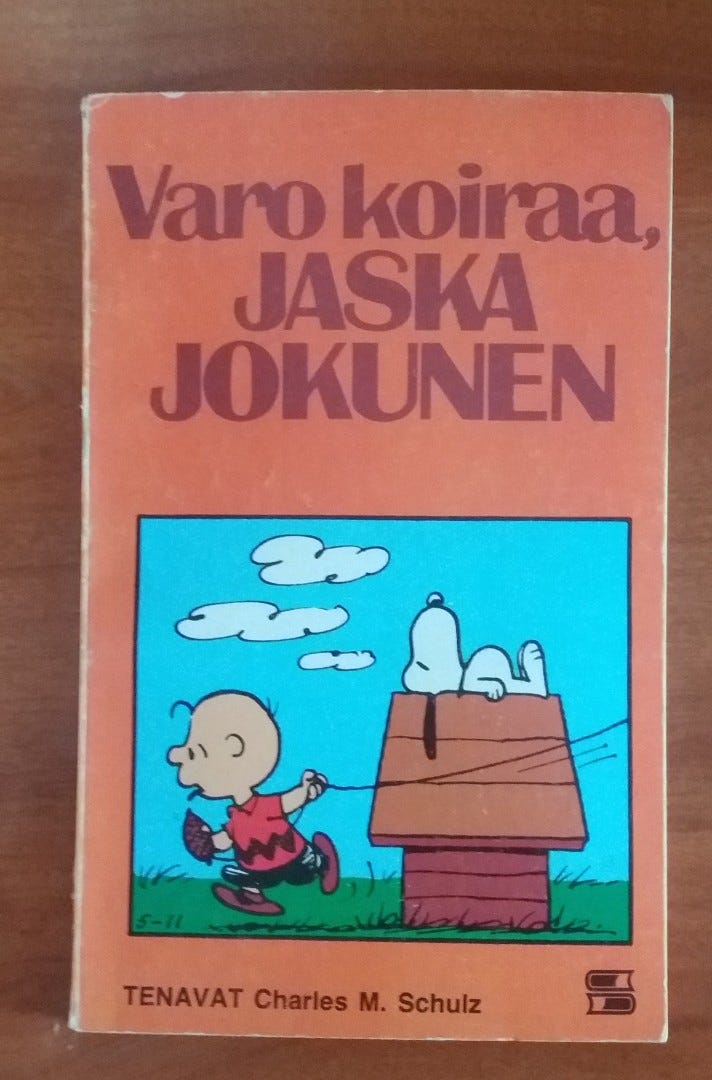 Varo koiraa,
JASKA
JOKUNEN
5-11
TENAVAT Charles M. Schulz